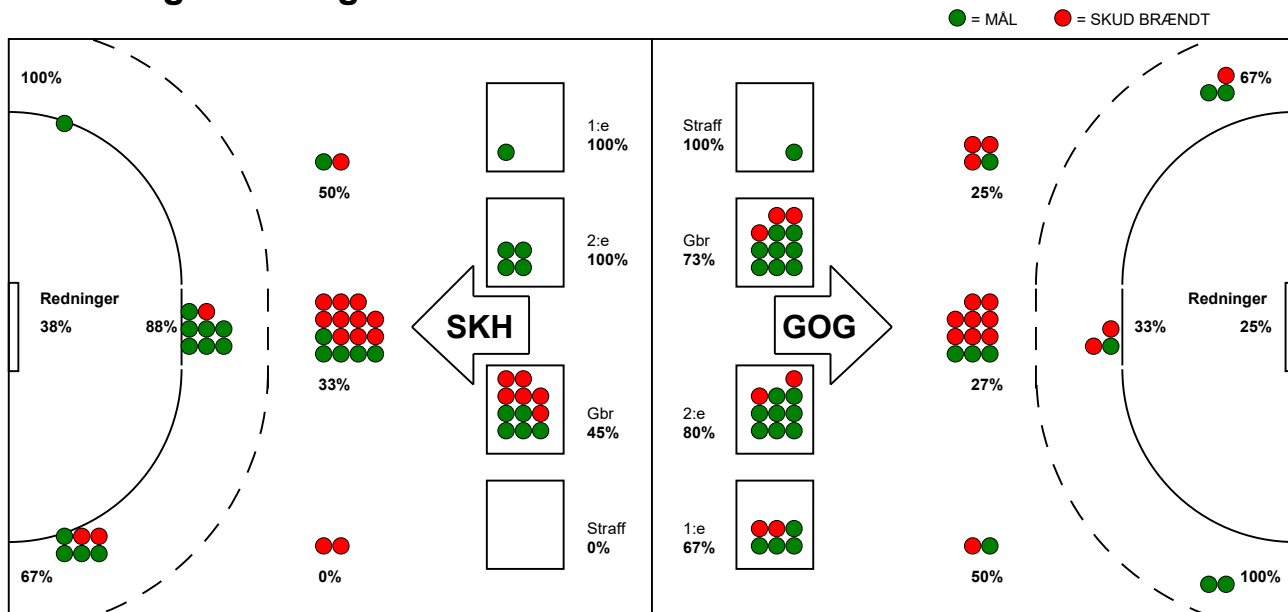 = MÅL = SKUD BRÆNDT
100%
50%
1:e
100%
2:e
100%
Redninger
38%
88%
33%
SKH
Gbr
45%
67%
0%
Straff
0%
Straff
100%
25%
67%
Gbr
73%
GOG
27%
33%
Redninger
25%
2:e
80%
1:e
67%
50%
100%